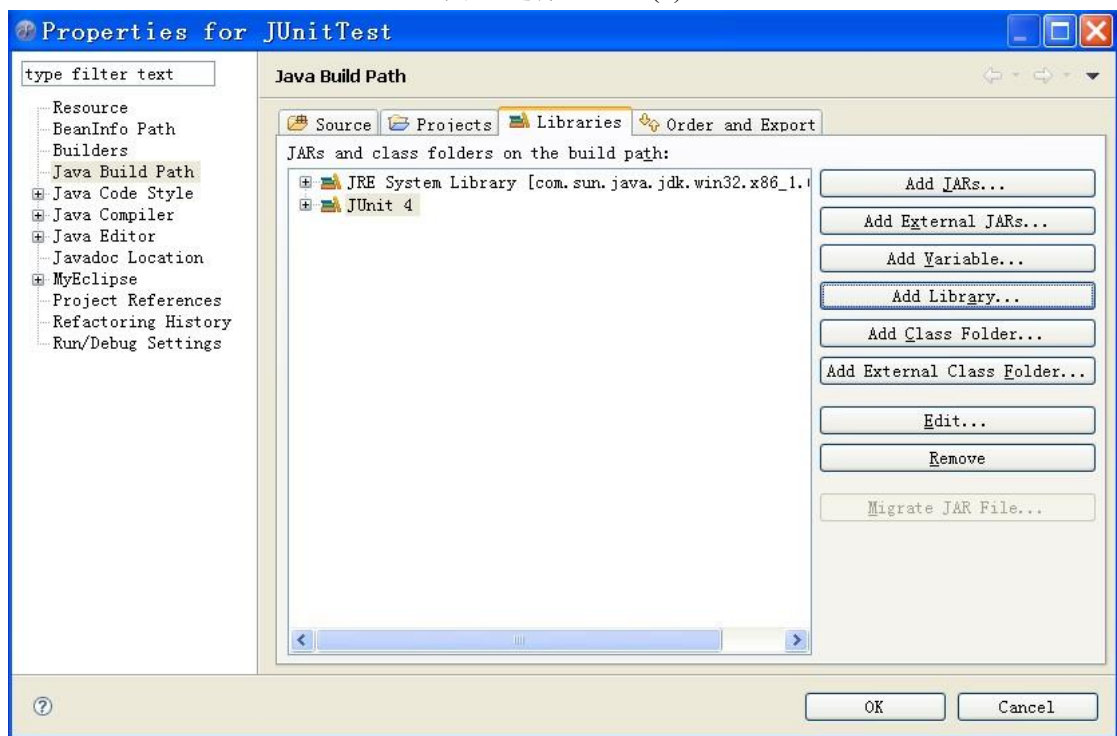 Properties for JUnitTest
type filter text
Java Build Path
Resource
BeanInfo Path
Builders
Java Build Path
Java Code Style
Java Compiler
Java Editor
Javadoc Location
MyEclipse
Project References
Refactoring History
Run/Debug Settings
Source Projects Libraries Order and Export
JARs and class folders on the build path:
JRE System Library [com.sun.java.jdk.win32.x86_1.
JUnit 4
Add JARs...
Add External JARs...
Add Variable...
Add Library...
Add Class Folder...
Add External Class Folder...
Edit...
Remove
Migrate JAR File...
OK Cancel